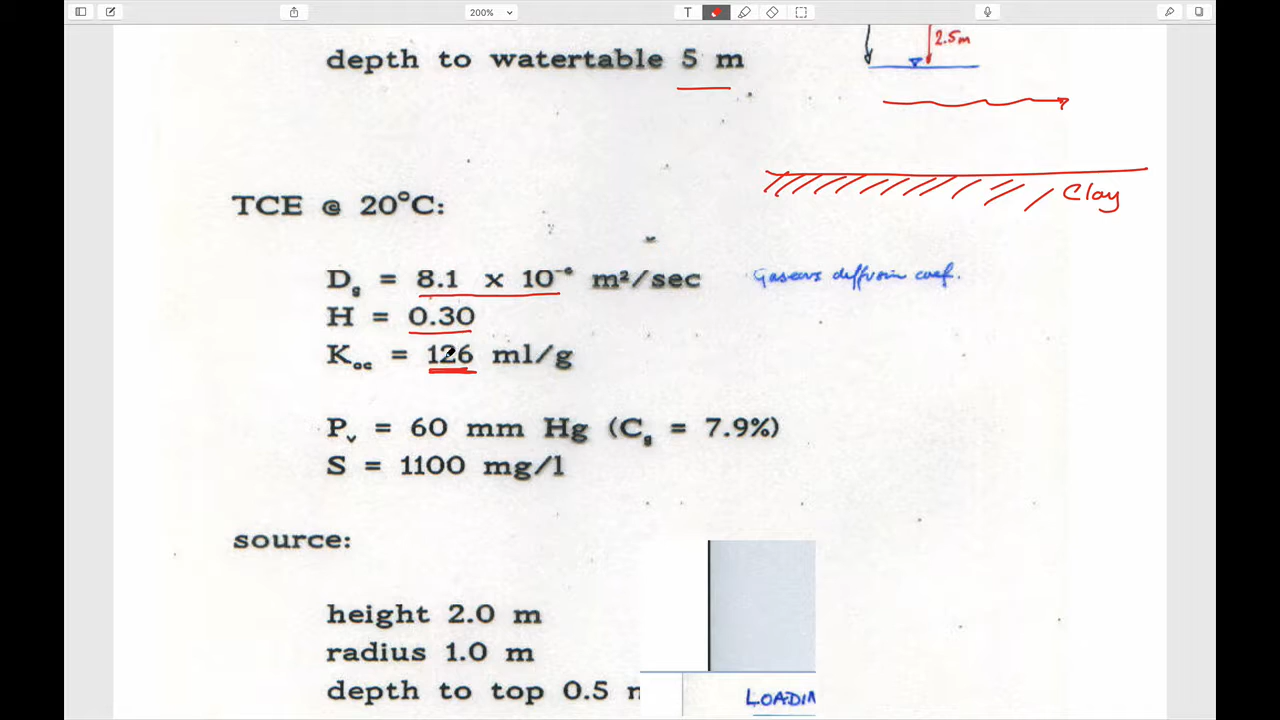 200%
T
depth to watertable 5 m
2.5m
TCE @ 20°C:
Clay
Dg = 8.1 x 10⁻⁶ m²/sec
Gaseous diffusion coef.
H = 0.30
Koc = 126 ml/g
Pv = 60 mm Hg (Cg = 7.9%)
S = 1100 mg/l
source:
height 2.0 m
radius 1.0 m
depth to top 0.5
LOADIN